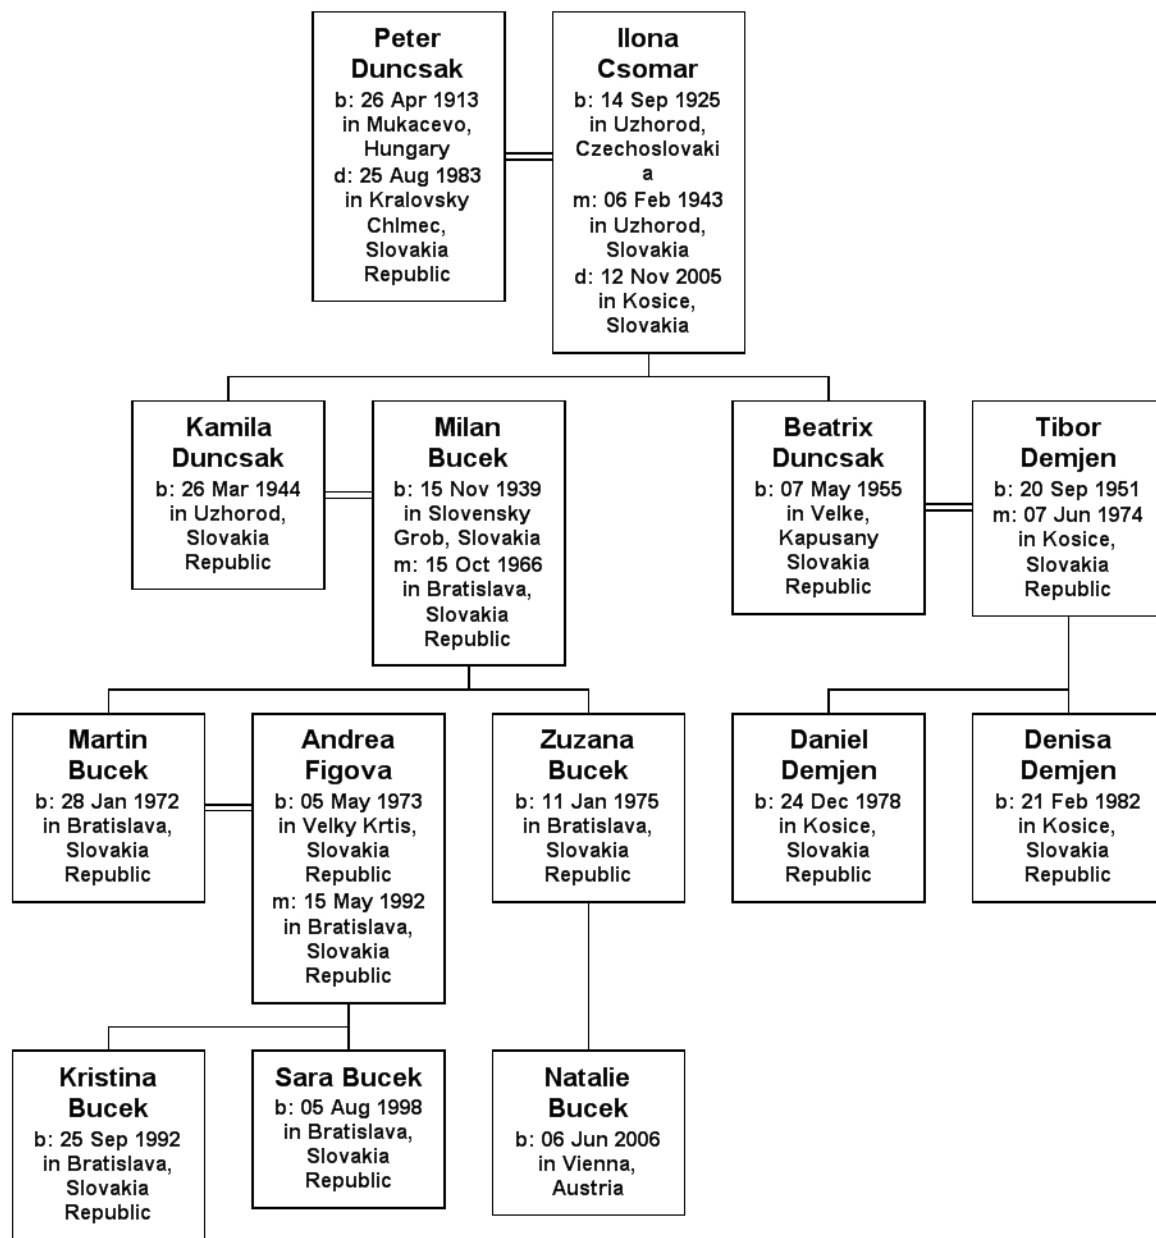 Peter
Duncsak
b: 26 Apr 1913
in Mukacevo,
Hungary
d: 25 Aug 1983
in Kralovsky
Chlmec,
Slovakia
Republic
Ilona
Csomar
b: 14 Sep 1925
in Uzhorod,
Czechoslovaki
a
m: 06 Feb 1943
in Uzhorod,
Slovakia
d: 12 Nov 2005
in Kosice,
Slovakia
Kamila
Duncsak
b: 26 Mar 1944
in Uzhorod,
Slovakia
Republic
Milan
Bucek
b: 15 Nov 1939
in Slovensky
Grob, Slovakia
m: 15 Oct 1966
in Bratislava,
Slovakia
Republic
Beatrix
Duncsak
b: 07 May 1955
in Velke,
Kapusany
Slovakia
Republic
Tibor
Demjen
b: 20 Sep 1951
m: 07 Jun 1974
in Kosice,
Slovakia
Republic
Martin
Bucek
b: 28 Jan 1972
in Bratislava,
Slovakia
Republic
Andrea
Figova
b: 05 May 1973
in Velky Krtis,
Slovakia
Republic
m: 15 May 1992
in Bratislava,
Slovakia
Republic
Zuzana
Bucek
b: 11 Jan 1975
in Bratislava,
Slovakia
Republic
Daniel
Demjen
b: 24 Dec 1978
in Kosice,
Slovakia
Republic
Denisa
Demjen
b: 21 Feb 1982
in Kosice,
Slovakia
Republic
Kristina
Bucek
b: 25 Sep 1992
in Bratislava,
Slovakia
Republic
Sara Bucek
b: 05 Aug 1998
in Bratislava,
Slovakia
Republic
Natalie
Bucek
b: 06 Jun 2006
in Vienna,
Austria